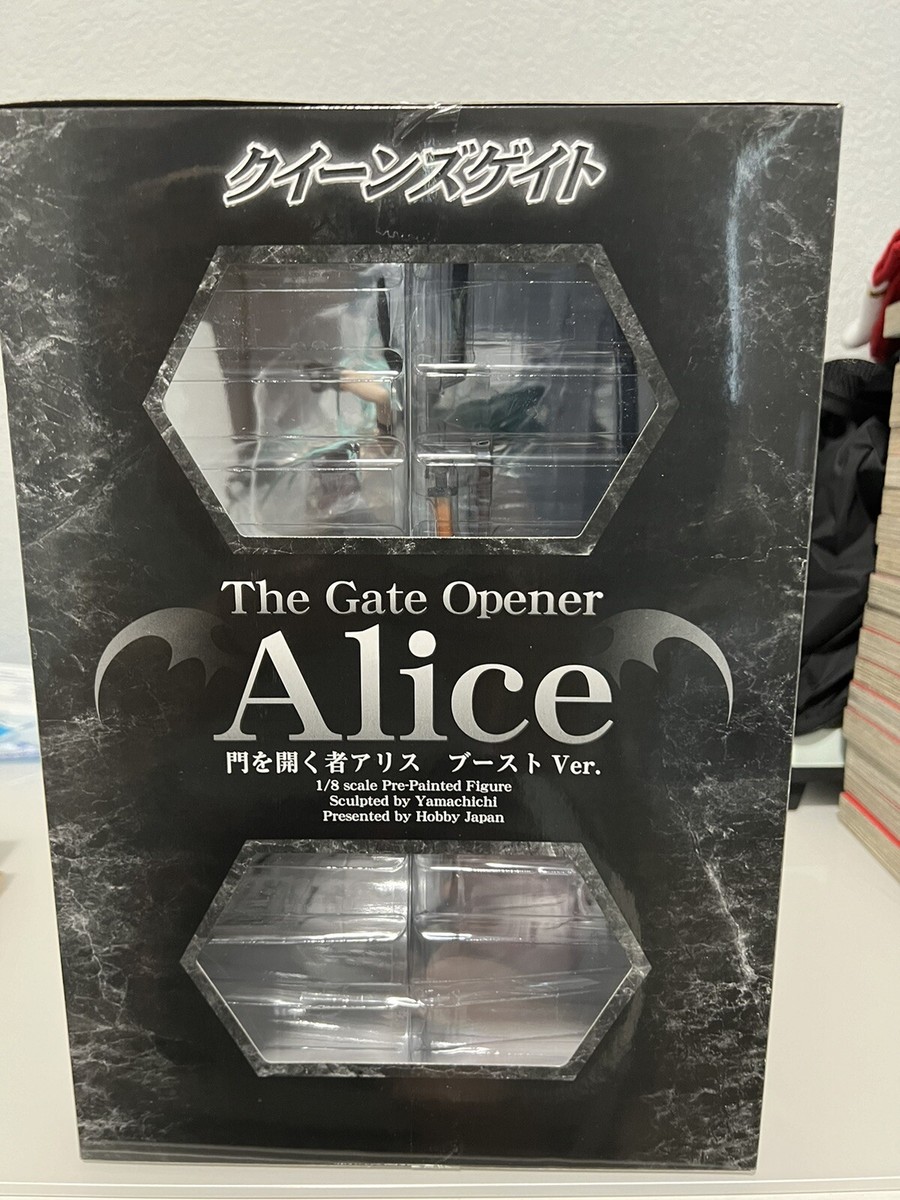 クイーンズゲイト
The Gate Opener
Alice
門を開く者アリス　ブースト Ver.
1/8 scale Pre-Painted Figure
Sculpted by Yamachichi
Presented by Hobby Japan